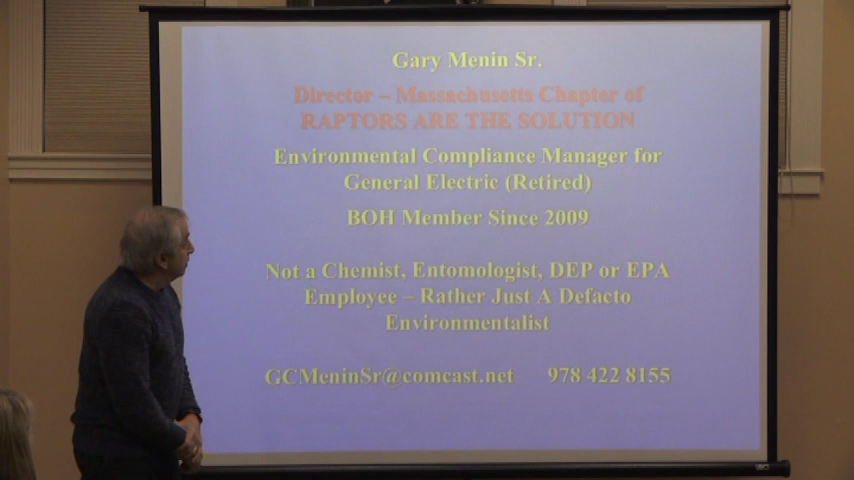 Gary Menin Sr.
Director – Massachusetts Chapter of
RAPTORS ARE THE SOLUTION
Environmental Compliance Manager for
General Electric (Retired)
BOH Member Since 2009
Not a Chemist, Entomologist, DEP or EPA
Employee – Rather Just A Defacto
Environmentalist
GCMeninSr@comcast.net 978 422 8155